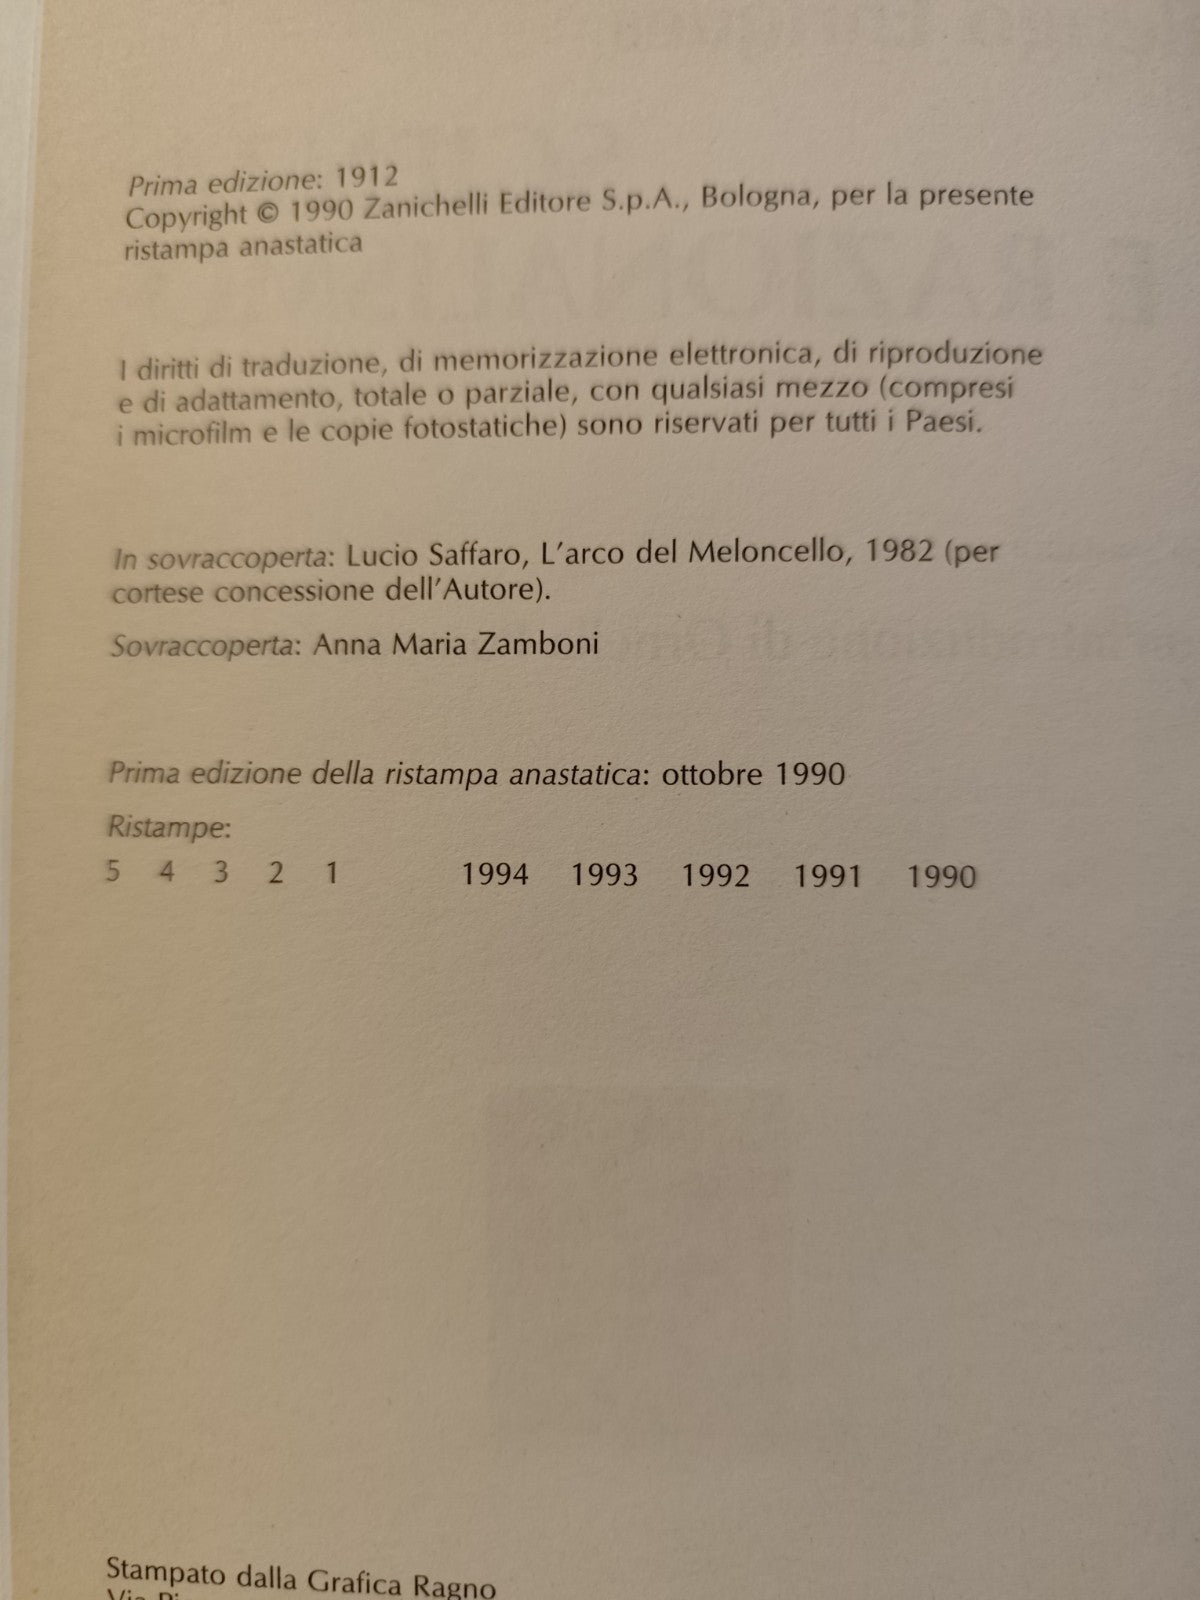 Prima edizione: 1912
Copyright © 1990 Zanichelli Editore S.p.A., Bologna, per la presente
ristampa anastatica
I diritti di traduzione, di memorizzazione elettronica, di riproduzione
e di adattamento, totale o parziale, con qualsiasi mezzo (compresi
i microfilm e le copie fotostatiche) sono riservati per tutti i Paesi.
In sovraccoperta: Lucio Saffaro, L'arco del Meloncello, 1982 (per
cortese concessione dell'Autore).
Sovraccoperta: Anna Maria Zamboni
Prima edizione della ristampa anastatica: ottobre 1990
Ristampe:
5 4 3 2 1 1994 1993 1992 1991 1990
Stampato dalla Grafica Ragno